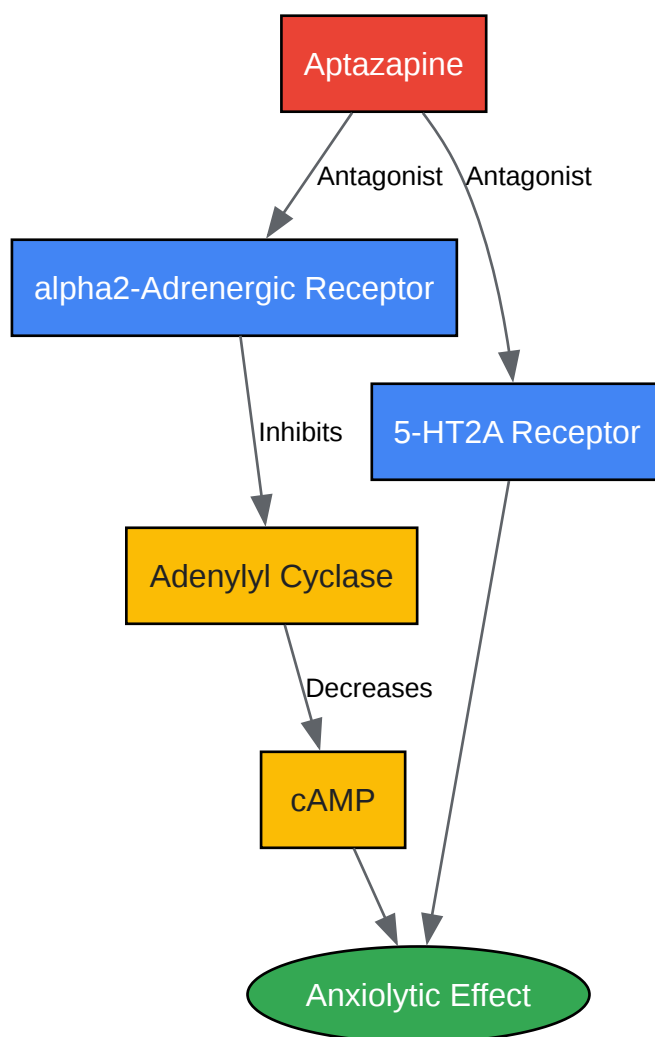 Aptazapine
Antagonist
Antagonist
alpha2-Adrenergic Receptor
5-HT2A Receptor
Inhibits
Adenylyl Cyclase
Decreases
cAMP
Anxiolytic Effect